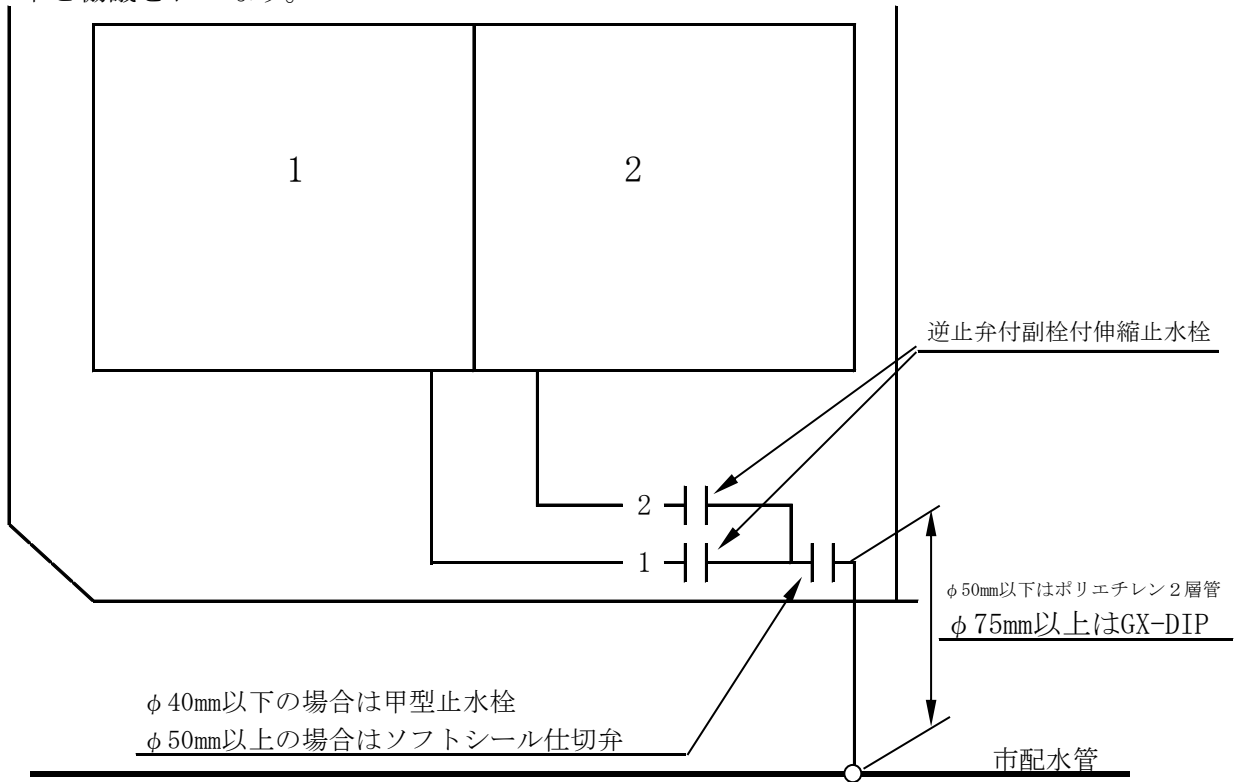 1
2
逆止弁付副栓付伸縮止水栓
2
1
φ50mm以下はポリエチレン2層管
φ75mm以上はGX-DIP
φ40mm以下の場合は甲型止水栓
φ50mm以上の場合はソフトシール仕切弁
市配水管